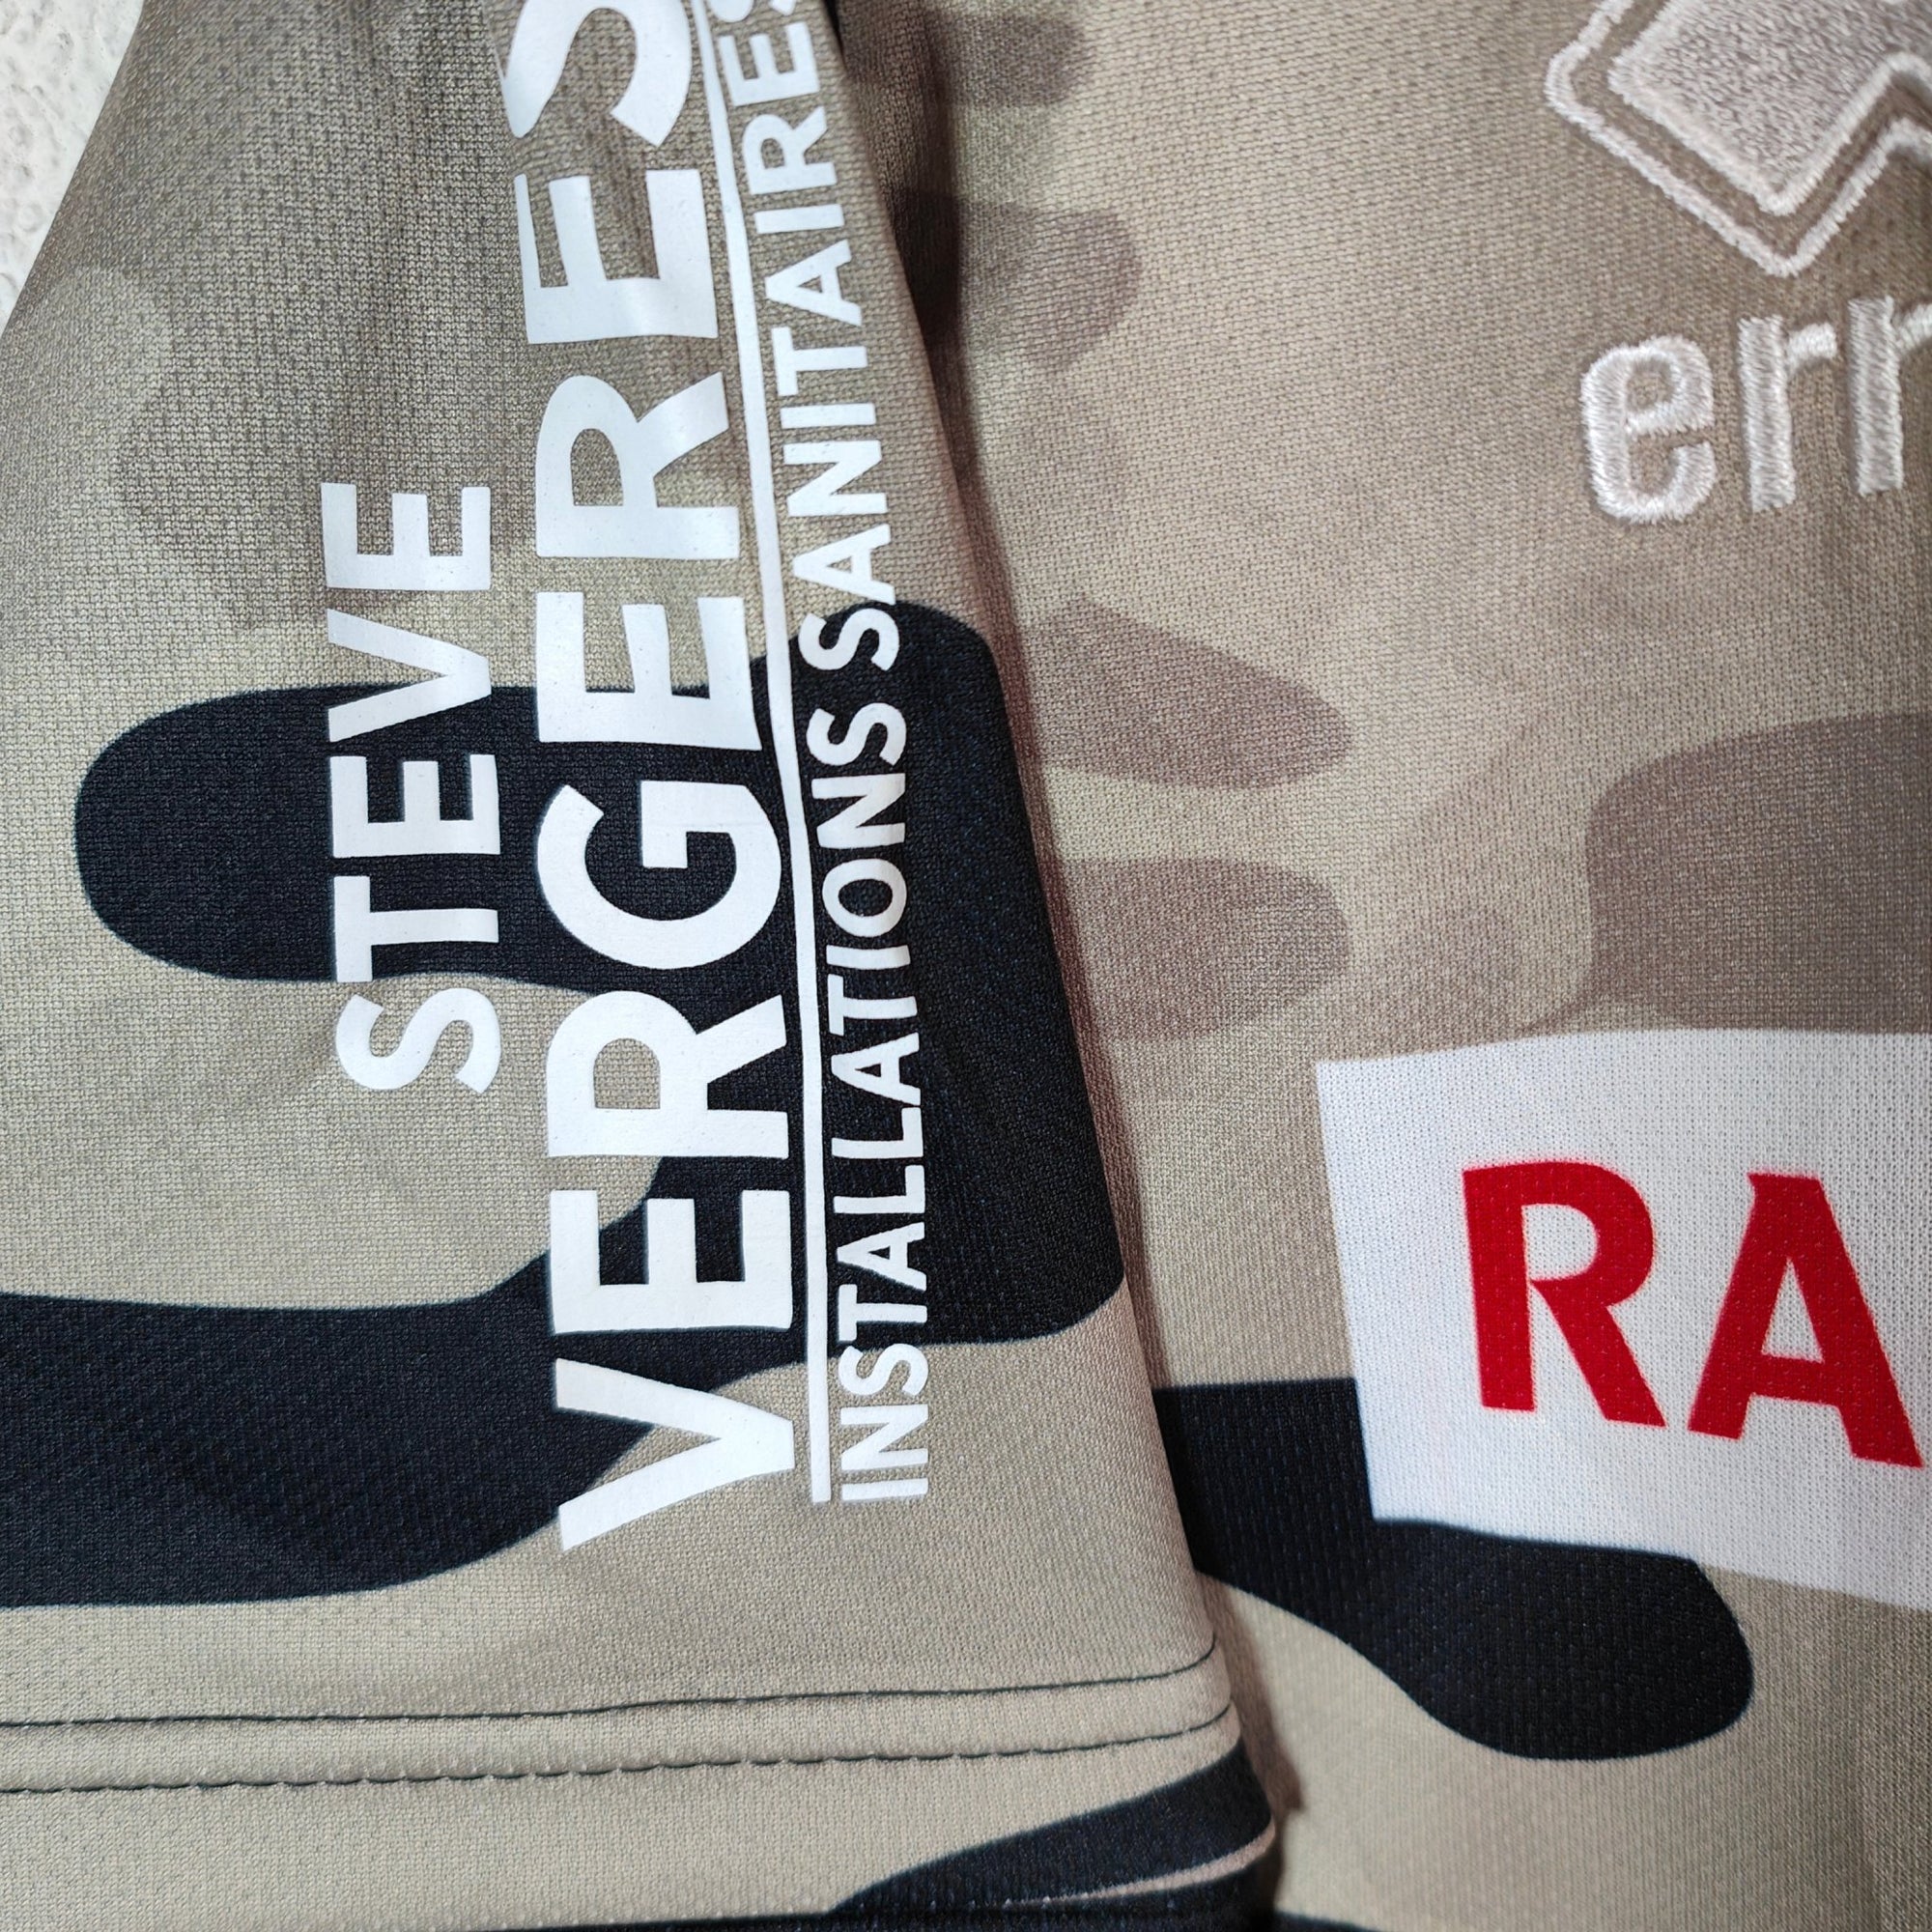 STEVE
VERGERES
INSTALLATIONS SANITAIRES
err
RA